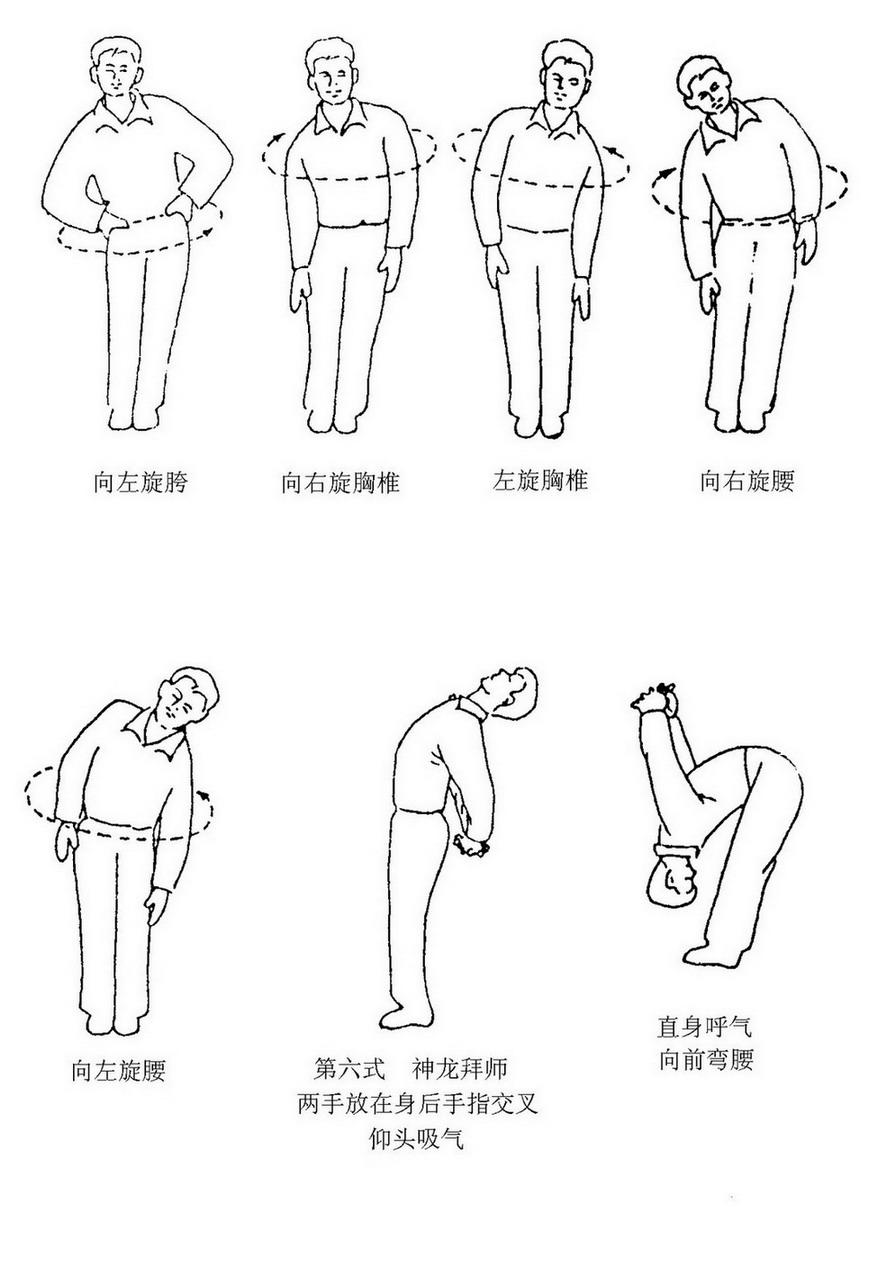 向左旋胯
向右旋胸椎
左旋胸椎
向右旋腰
向左旋腰
第六式　神龙拜师
两手放在身后手指交叉
仰头吸气
直身呼气
向前弯腰